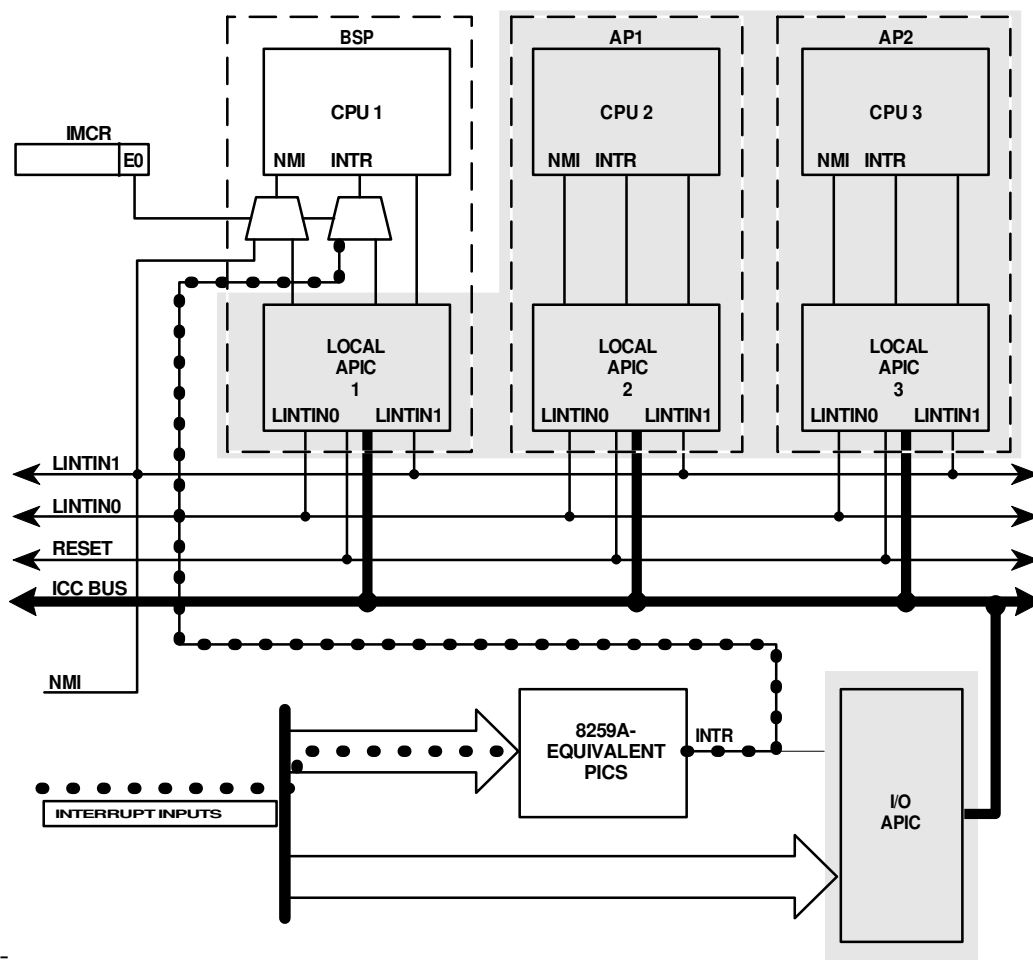 BSP
AP1
AP2
CPU 1
CPU 2
CPU 3
IMCR
E0
NMI INTR
NMI INTR
NMI INTR
LOCAL
APIC
1
LOCAL
APIC
2
LOCAL
APIC
3
LINTIN0 LINTIN1
LINTIN0 LINTIN1
LINTIN0 LINTIN1
LINTIN1
LINTIN0
RESET
ICC BUS
NMI
8259A-
EQUIVALENT
PICS
INTR
INTERRUPT INPUTS
I/O
APIC